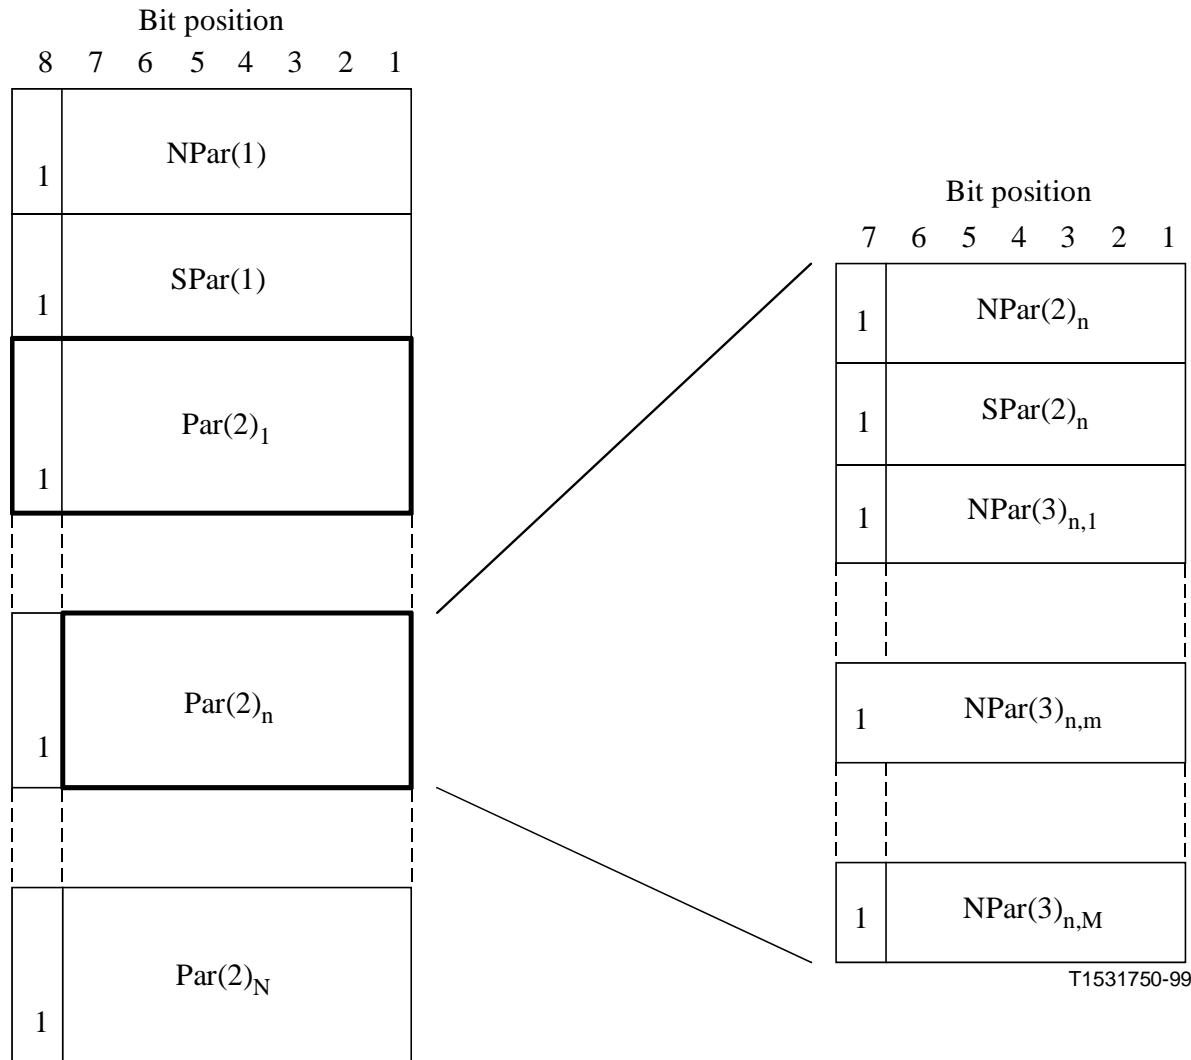 Bit position
8 7 6 5 4 3 2 1
NPar(1)
1
SPar(1)
1
Par(2)1
1
Par(2)n
1
Par(2)N
1
Bit position
7 6 5 4 3 2 1
NPar(2)n
1
SPar(2)n
1
NPar(3)n,1
1
NPar(3)n,m
1
NPar(3)n,M
1
T1531750-99